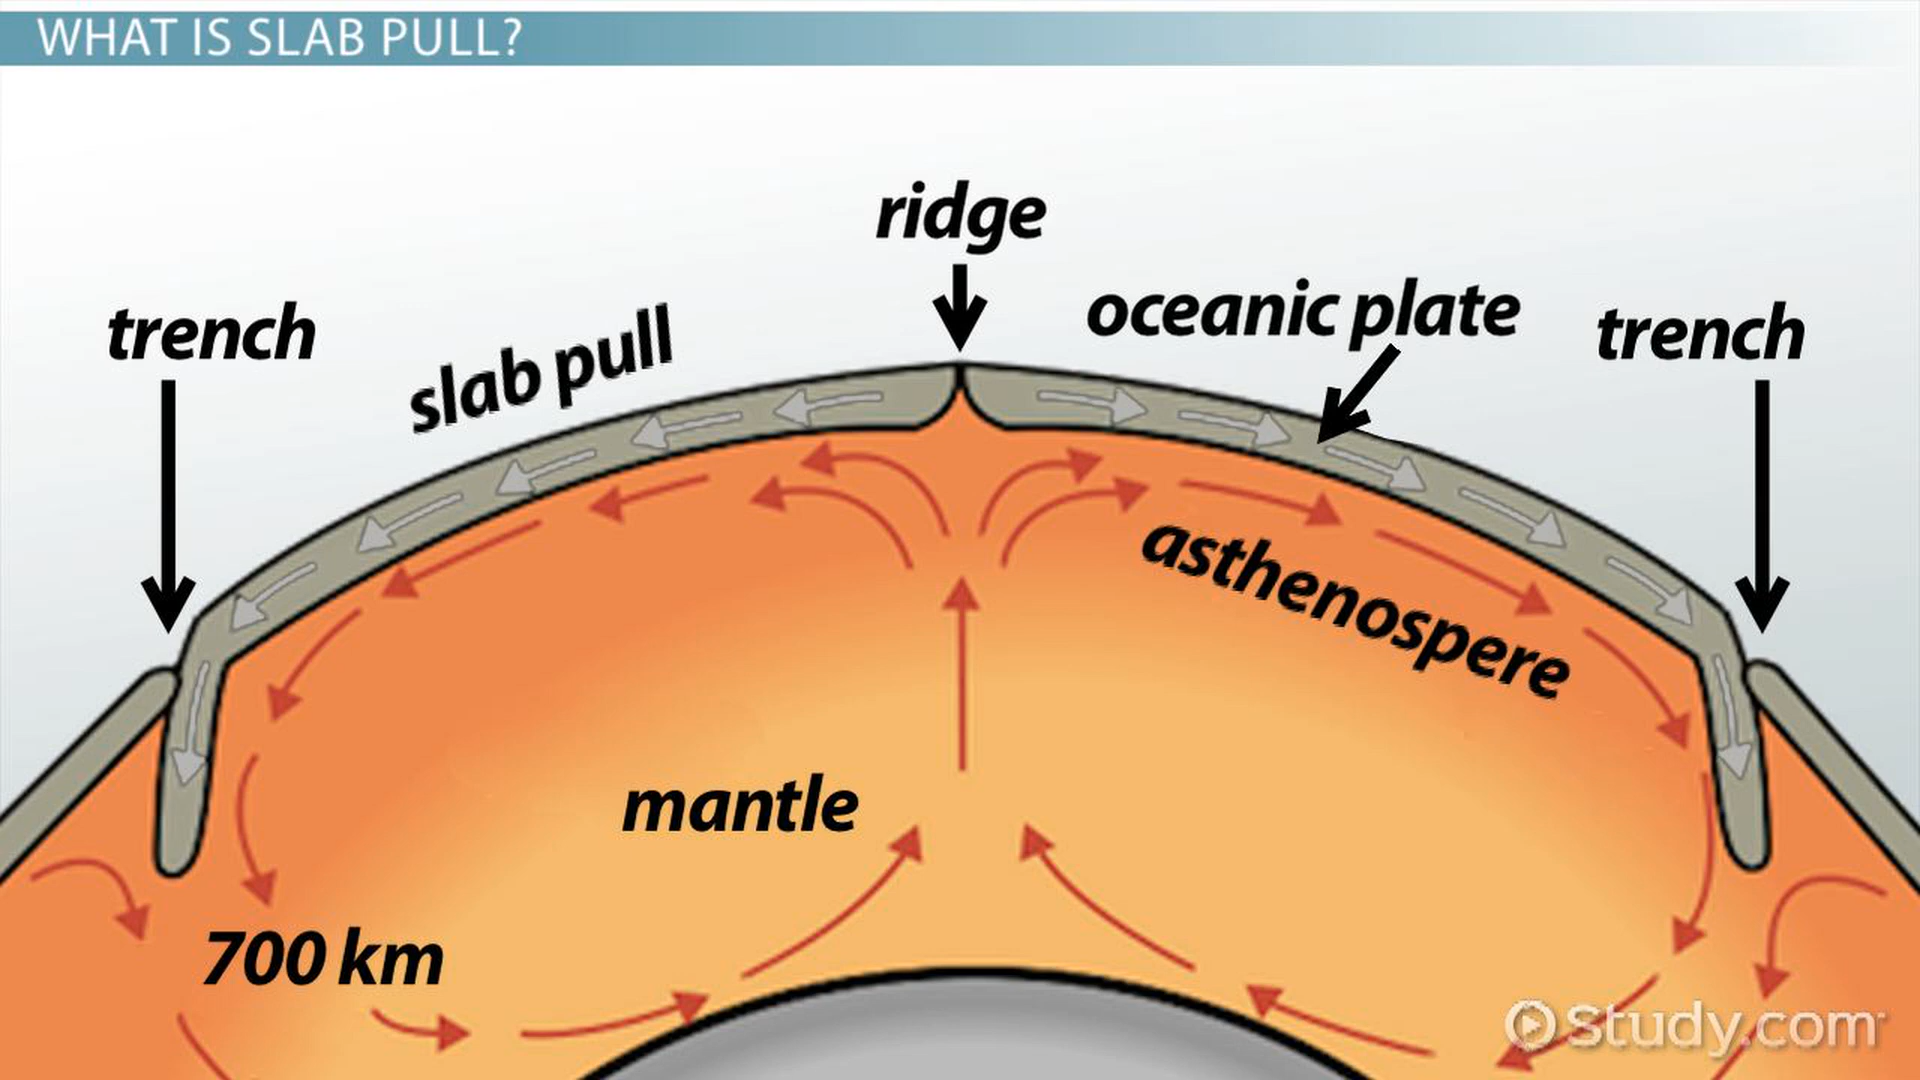 WHAT IS SLAB PULL?
ridge
oceanic plate
trench
trench
slab pull
asthenospere
mantle
700 km
Study.com